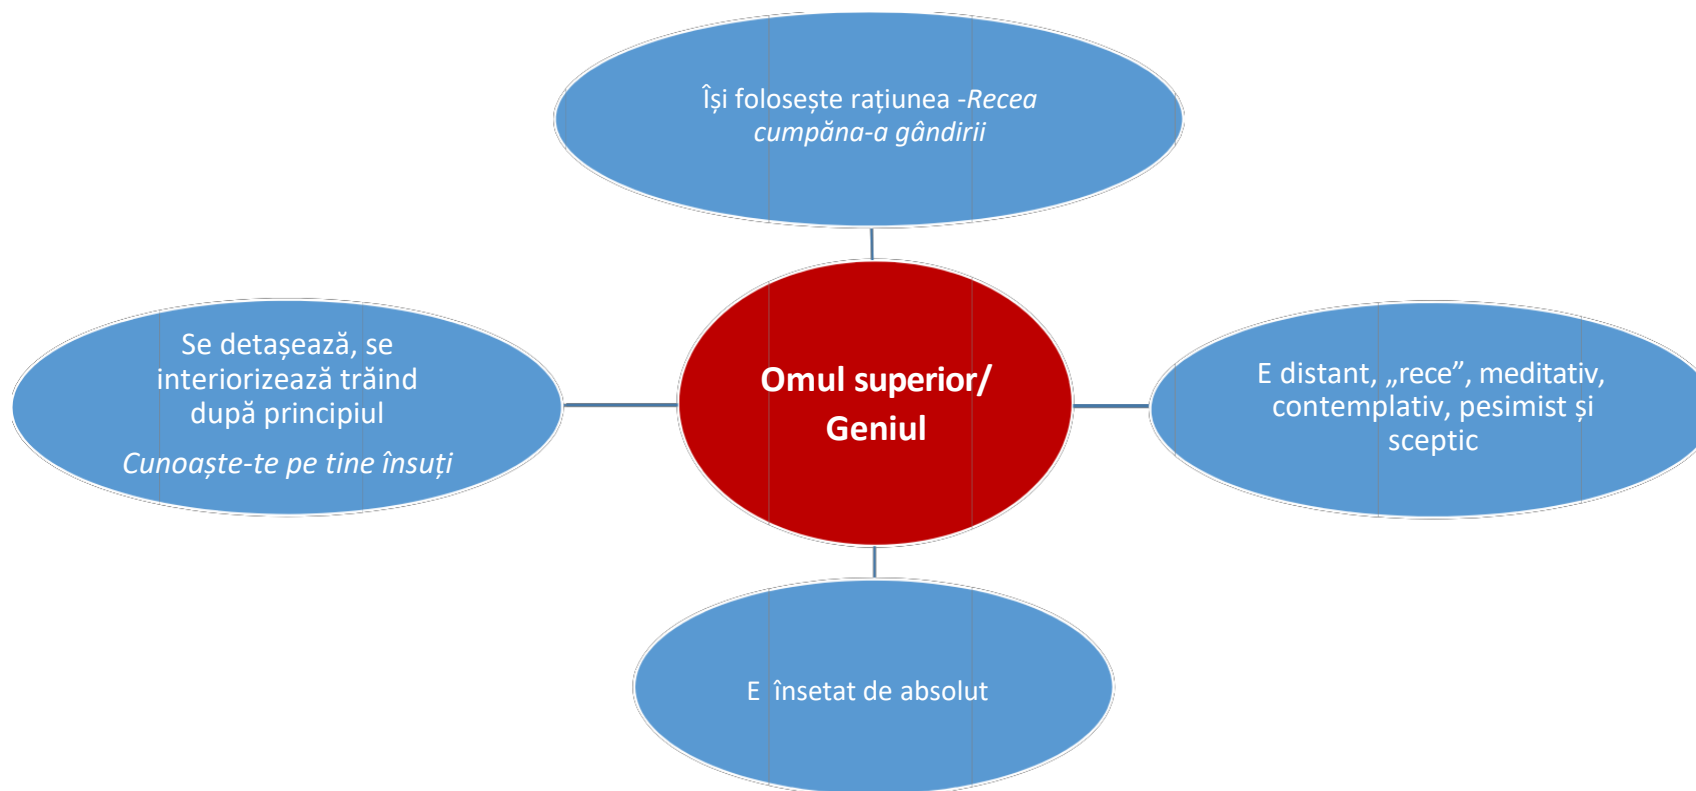 Își folosește rațiunea -Recea
cumpăna-a gândirii
Se detașează, se
interiorizează trăind
după principiul
Cunoaște-te pe tine însuți
Omul superior/
Geniul
E distant, „rece”, meditativ,
contemplativ, pesimist și
sceptic
E însetat de absolut